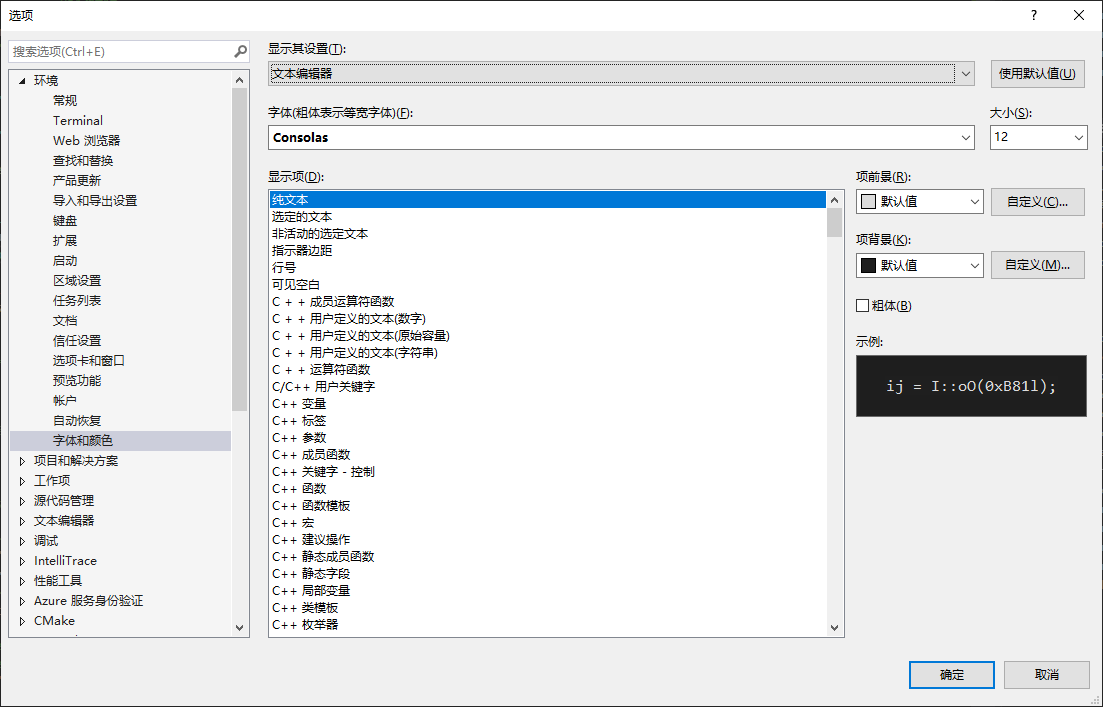 选项
?
搜索选项(Ctrl+E)
环境
常规
Terminal
Web 浏览器
查找和替换
产品更新
导入和导出设置
键盘
扩展
启动
区域设置
任务列表
文档
信任设置
选项卡和窗口
预览功能
帐户
自动恢复
字体和颜色
项目和解决方案
工作项
源代码管理
文本编辑器
调试
IntelliTrace
性能工具
Azure 服务身份验证
CMake
显示其设置(T):
文本编辑器
使用默认值(U)
字体(粗体表示等宽字体)(F):
Consolas
大小(S):
12
显示项(D):
纯文本
选定的文本
非活动的选定文本
指示器边距
行号
可见空白
C + + 成员运算符函数
C + + 用户定义的文本(数字)
C + + 用户定义的文本(原始容量)
C + + 用户定义的文本(字符串)
C + + 运算符函数
C/C++ 用户关键字
C++ 变量
C++ 标签
C++ 参数
C++ 成员函数
C++ 关键字 - 控制
C++ 函数
C++ 函数模板
C++ 宏
C++ 建议操作
C++ 静态成员函数
C++ 静态字段
C++ 局部变量
C++ 类模板
C++ 枚举器
项前景(R):
默认值
自定义(C)...
项背景(K):
默认值
自定义(M)...
粗体(B)
示例:
ij = I::oO(0xB81l);
确定
取消